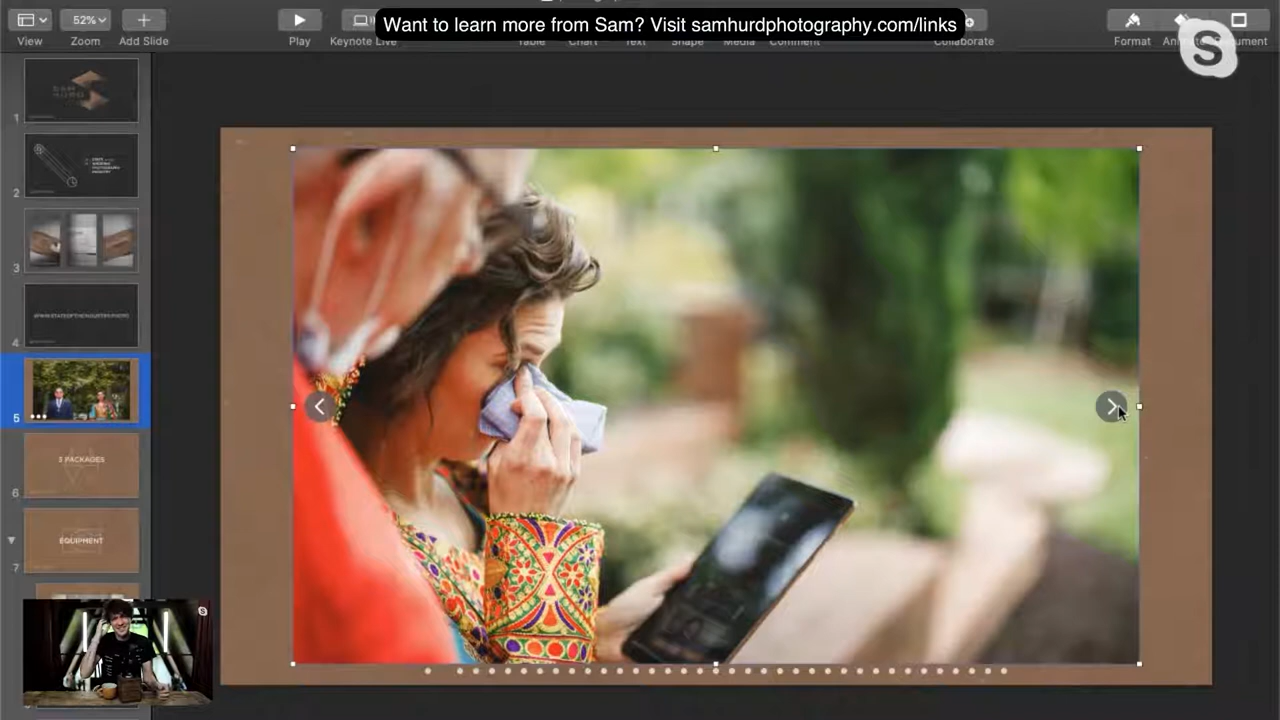 Want to learn more from Sam? Visit samhurdphotography.com/links
52%
View
Zoom
Add Slide
Play
Keynote Live
Table
Chart
Text
Shape
Media
Comment
Collaborate
Format
S
1
2
3
4
5
6
3 PACKAGES
7
EQUIPMENT